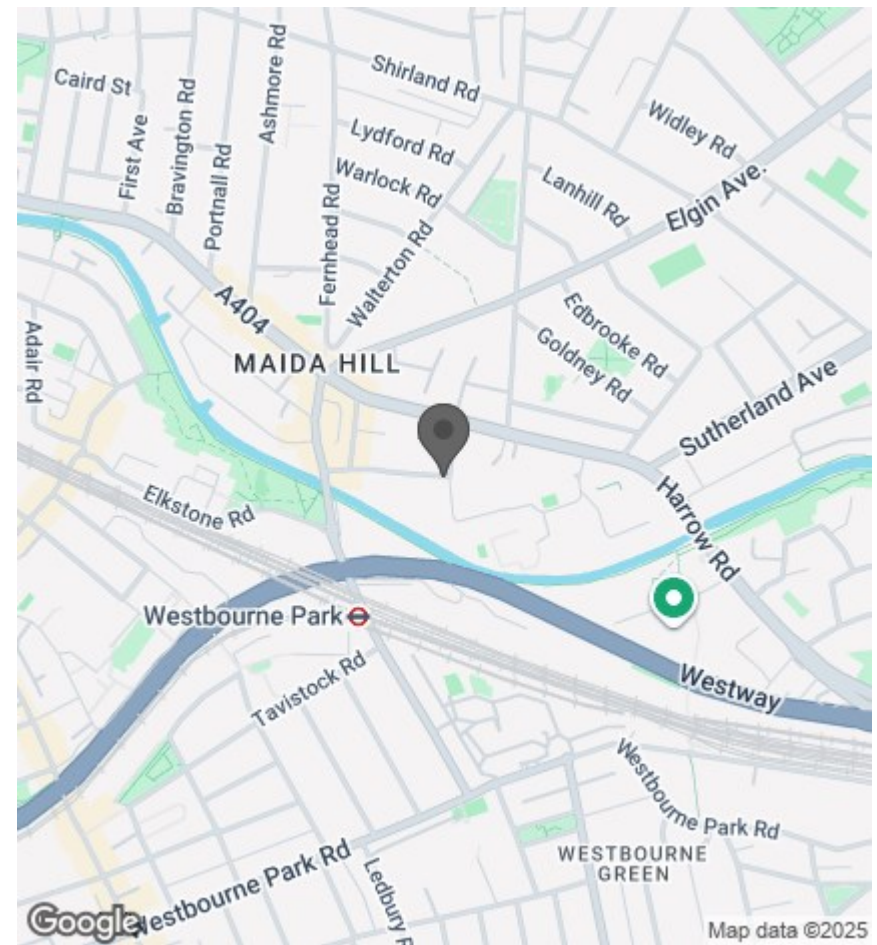 Caird St
First Ave
Bravington Rd
Portnall Rd
Ashmore Rd
Fernhead Rd
Shirland Rd
Lydford Rd
Warlock Rd
Walterton Rd
Lanhill Rd
Widley Rd
Elgin Ave.
A404
MAIDA HILL
Edbrooke Rd
Goldney Rd
Adair Rd
Sutherland Ave
Elkstone Rd
Harrow Rd
Westbourne Park
Tavistock Rd
Westway
Westbourne Park Rd
WESTBOURNE
GREEN
Westbourne Park Rd
Ledbury R
Google
Map data ©2025